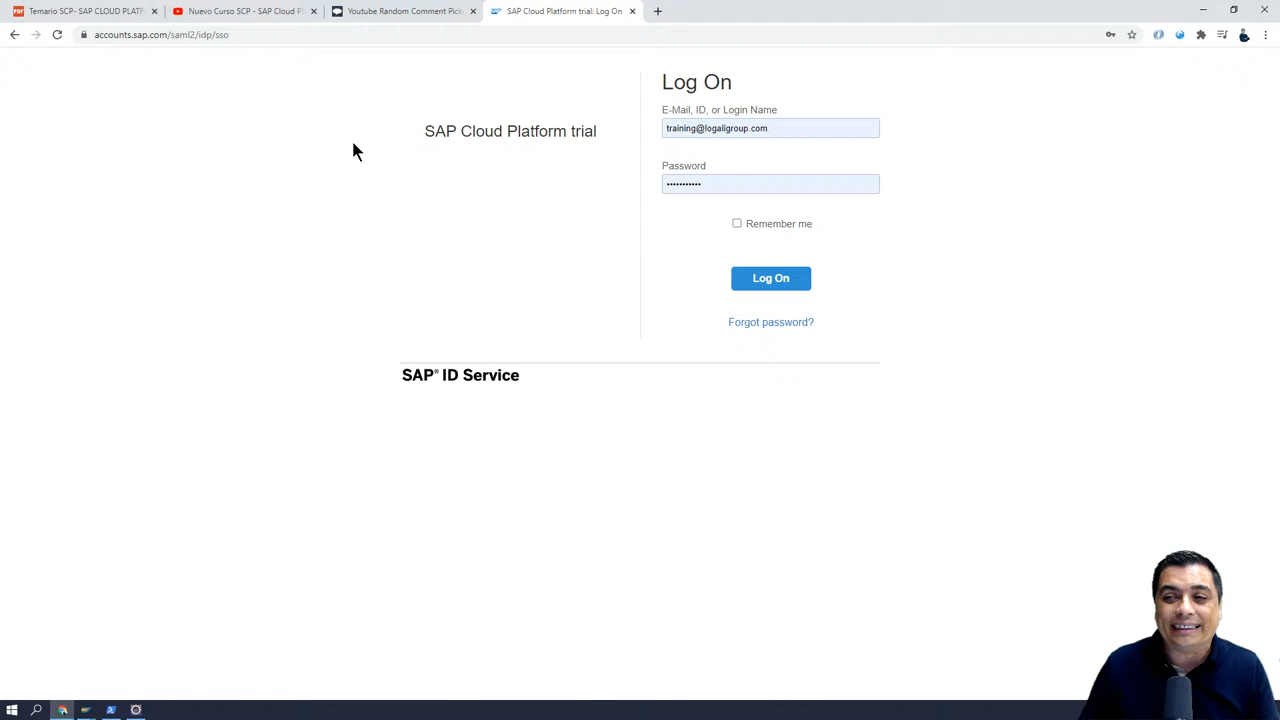 Temario SCP- SAP CLOUD PLATF
Nuevo Curso SCP. - SAP Cloud Pl
Youtube Random Comment Pick
SAP Cloud Platform trial: Log On
accounts.sap.com/saml2/idp/sso
SAP Cloud Platform trial
Log On
E-Mail, ID, or Login Name
training@logaligroup.com
Password
•••••••••••
Remember me
Log On
Forgot password?
SAP® ID Service